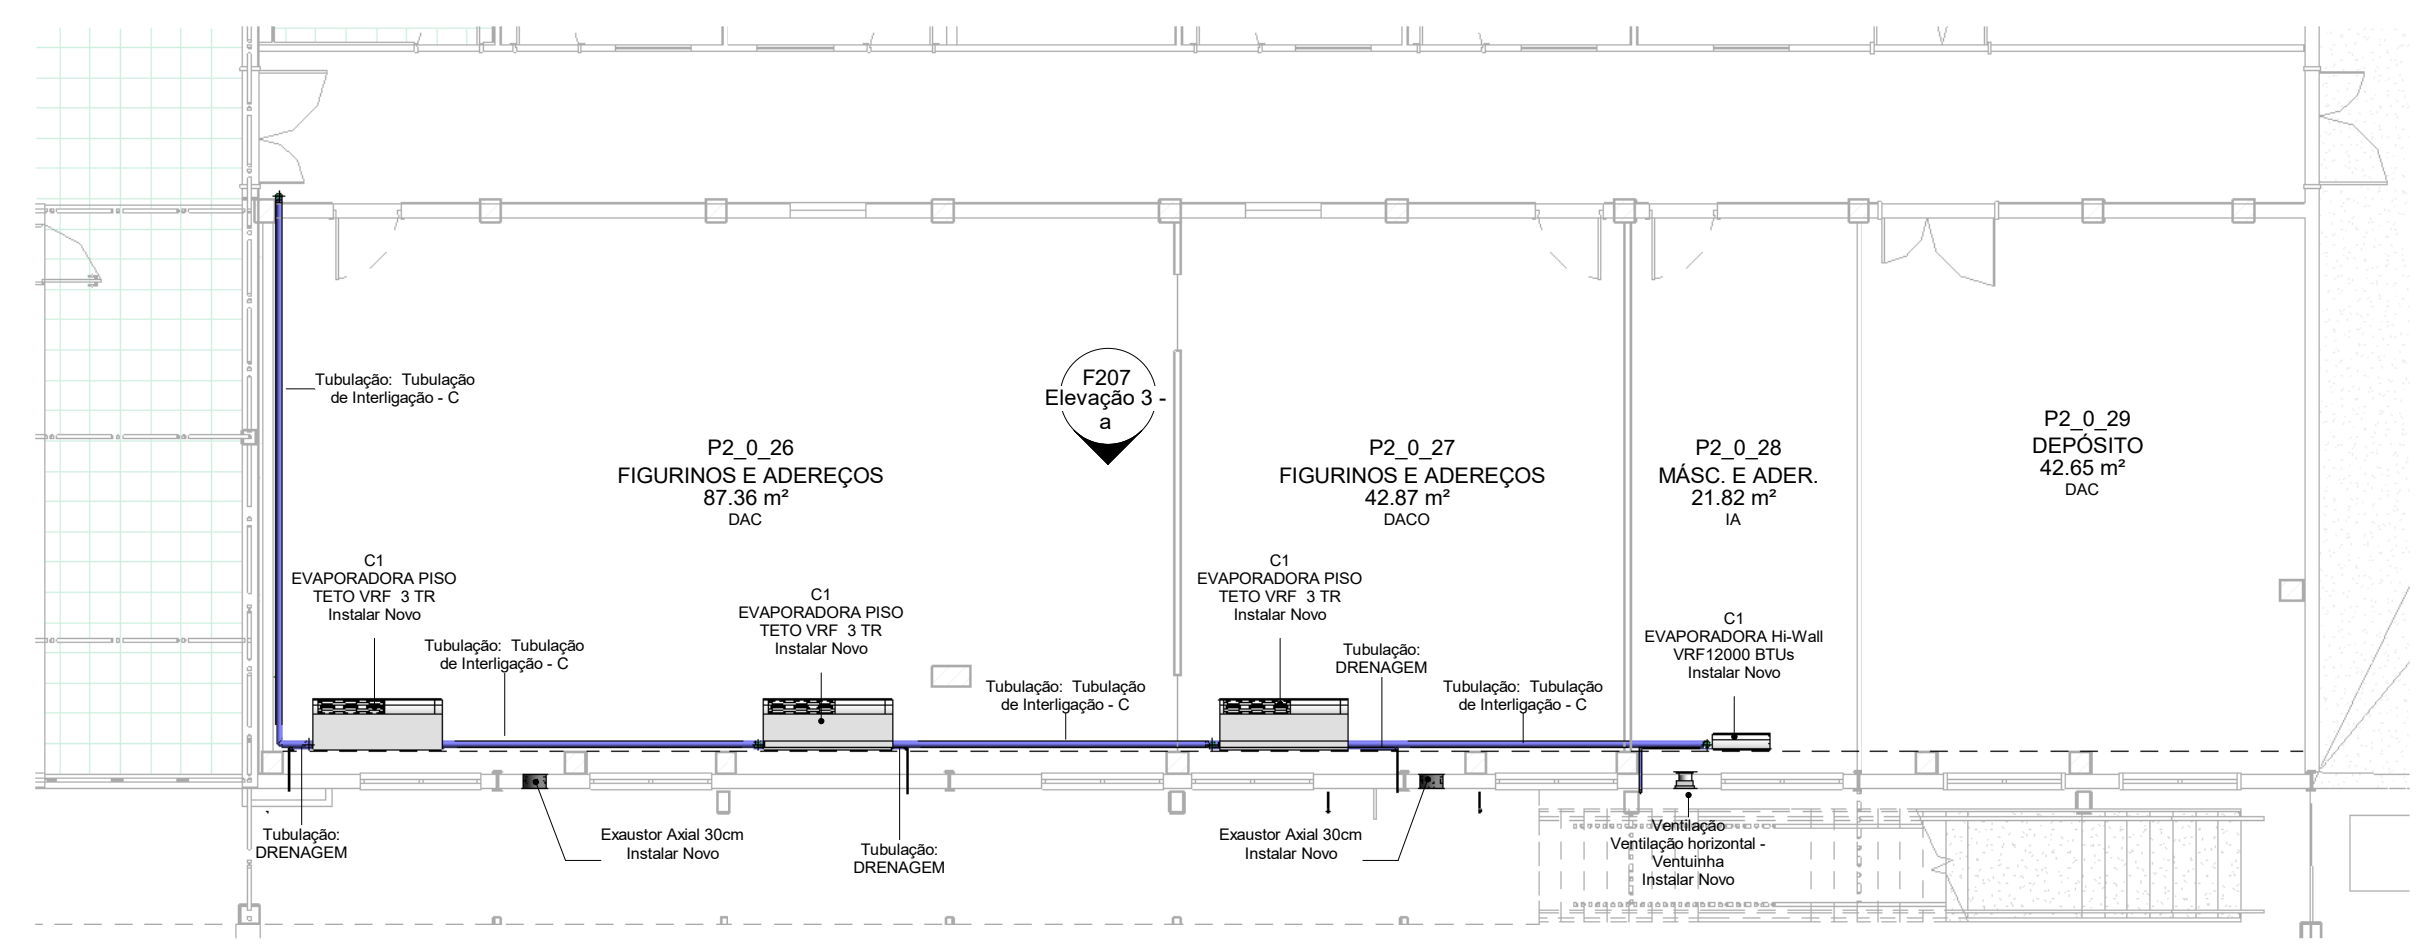 Tubulação:  Tubulação
de Interligação - C
F207
Elevação 3 -
a
P2_0_26
FIGURINOS E ADEREÇOS
87.36 m²
DAC
P2_0_27
FIGURINOS E ADEREÇOS
42.87 m²
DACO
P2_0_28
MÁSC. E ADER.
21.82 m²
IA
P2_0_29
DEPÓSITO
42.65 m²
DAC
C1
EVAPORADORA PISO
TETO VRF  3 TR
Instalar Novo
Tubulação:  Tubulação
de Interligação - C
C1
EVAPORADORA PISO
TETO VRF  3 TR
Instalar Novo
Tubulação:  Tubulação
de Interligação - C
C1
EVAPORADORA PISO
TETO VRF  3 TR
Instalar Novo
Tubulação:
DRENAGEM
Tubulação:  Tubulação
de Interligação - C
C1
EVAPORADORA Hi-Wall
VRF12000 BTUs
Instalar Novo
Tubulação:
DRENAGEM
Exaustor Axial 30cm
Instalar Novo
Tubulação:
DRENAGEM
Exaustor Axial 30cm
Instalar Novo
Ventilação
Ventilação horizontal -
Ventuinha
Instalar Novo